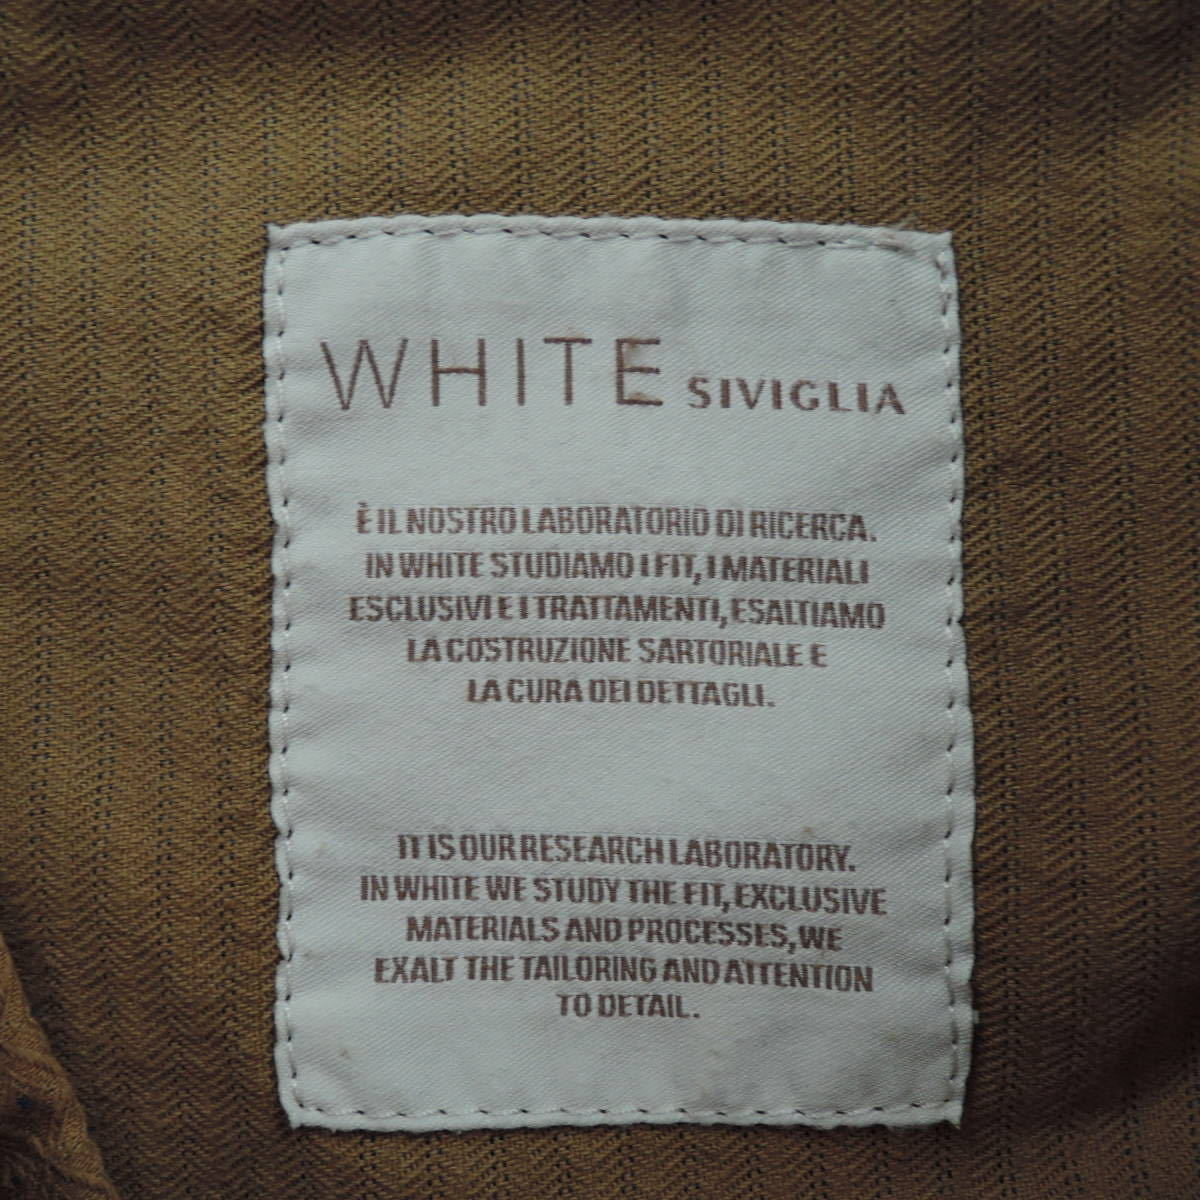 WHITE SIVIGLIA
È IL NOSTRO LABORATORIO DI RICERCA.
IN WHITE STUDIAMO I FIT, I MATERIALI
ESCLUSIVI E I TRATTAMENTI, ESALTIAMO
LA COSTRUZIONE SARTORIALE E
LA CURA DEI DETTAGLI.
IT IS OUR RESEARCH LABORATORY.
IN WHITE WE STUDY THE FIT, EXCLUSIVE
MATERIALS AND PROCESSES, WE
EXALT THE TAILORING AND ATTENTION
TO DETAIL.